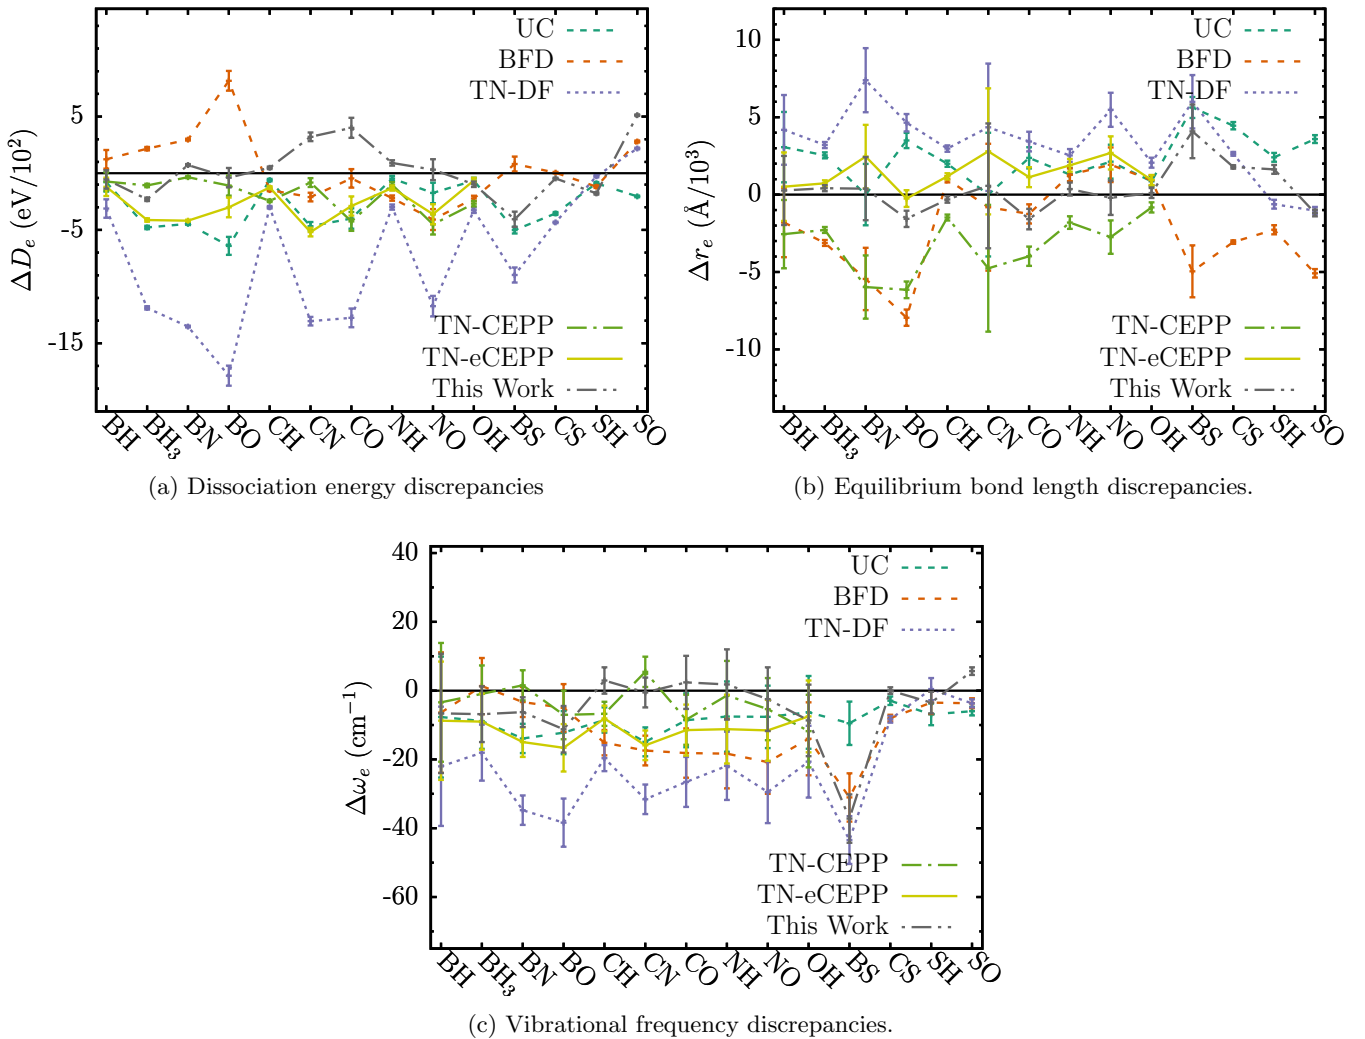 UC
BFD
TN-DF
5
-5
-15
ΔD_e (eV/10²)
TN-CEPP
TN-eCEPP
This Work
BH
BH₃
BN
BO
CH
CN
CO
NH
NO
OH
BS
CS
SH
SO
(a) Dissociation energy discrepancies
UC
BFD
TN-DF
10
5
0
-5
-10
Δr_e (Å/10³)
TN-CEPP
TN-eCEPP
This Work
BH
BH₃
BN
BO
CH
CN
CO
NH
NO
OH
BS
CS
SH
SO
(b) Equilibrium bond length discrepancies.
UC
BFD
TN-DF
40
20
0
-20
-40
-60
Δω_e (cm⁻¹)
TN-CEPP
TN-eCEPP
This Work
BH
BH₃
BN
BO
CH
CN
CO
NH
NO
OH
BS
CS
SH
SO
(c) Vibrational frequency discrepancies.